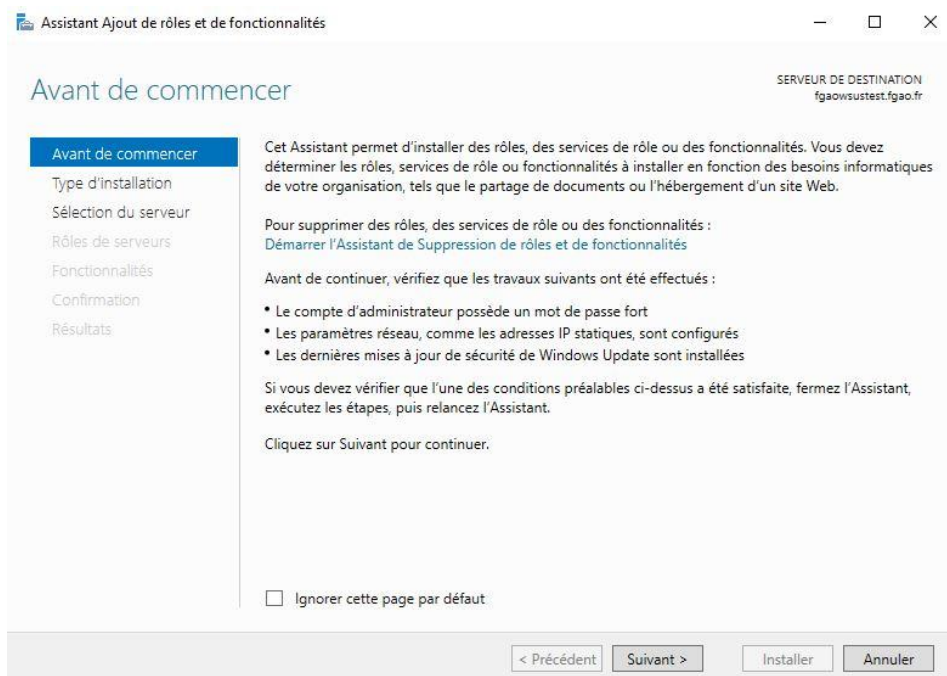 Assistant Ajout de rôles et de fonctionnalités
Avant de commencer
SERVEUR DE DESTINATION
fgaowsustest.fgao.fr
Avant de commencer
Type d'installation
Sélection du serveur
Rôles de serveurs
Fonctionnalités
Confirmation
Résultats
Cet Assistant permet d'installer des rôles, des services de rôle ou des fonctionnalités. Vous devez
déterminer les rôles, services de rôle ou fonctionnalités à installer en fonction des besoins informatiques
de votre organisation, tels que le partage de documents ou l'hébergement d'un site Web.
Pour supprimer des rôles, des services de rôle ou des fonctionnalités :
Démarrer l'Assistant de Suppression de rôles et de fonctionnalités
Avant de continuer, vérifiez que les travaux suivants ont été effectués :
• Le compte d'administrateur possède un mot de passe fort
• Les paramètres réseau, comme les adresses IP statiques, sont configurés
• Les dernières mises à jour de sécurité de Windows Update sont installées
Si vous devez vérifier que l'une des conditions préalables ci-dessus a été satisfaite, fermez l'Assistant,
exécutez les étapes, puis relancez l'Assistant.
Cliquez sur Suivant pour continuer.
Ignorer cette page par défaut
< Précédent
Suivant >
Installer
Annuler